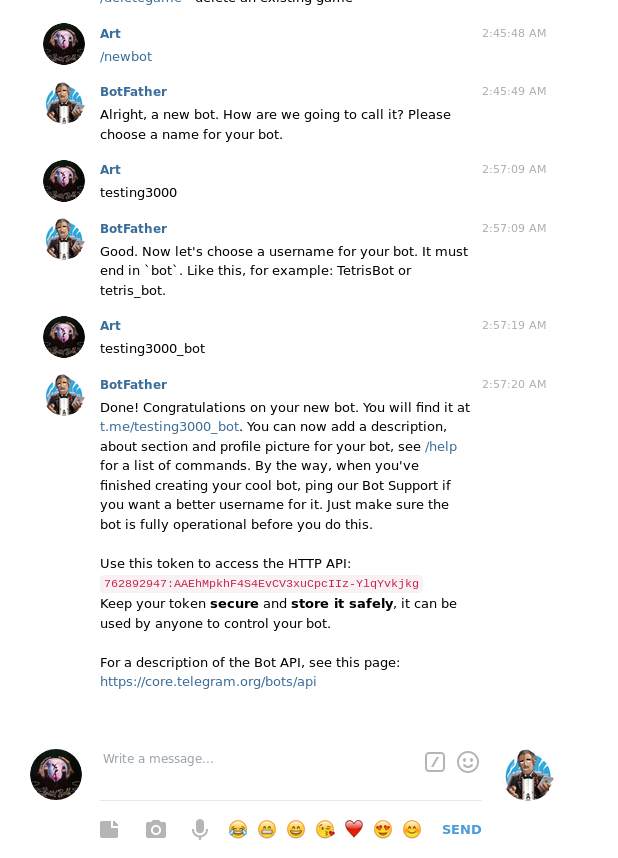 /deletegame - delete an existing game
Art 2:45:48 AM
/newbot
BotFather 2:45:49 AM
Alright, a new bot. How are we going to call it? Please
choose a name for your bot.
Art 2:57:09 AM
testing3000
BotFather 2:57:09 AM
Good. Now let's choose a username for your bot. It must
end in `bot`. Like this, for example: TetrisBot or
tetris_bot.
Art 2:57:19 AM
testing3000_bot
BotFather 2:57:20 AM
Done! Congratulations on your new bot. You will find it at
t.me/testing3000_bot. You can now add a description,
about section and profile picture for your bot, see /help
for a list of commands. By the way, when you've
finished creating your cool bot, ping our Bot Support if
you want a better username for it. Just make sure the
bot is fully operational before you do this.
Use this token to access the HTTP API:
762892947:AAEhMpkhF4S4EvCV3xuCpcIIz-YlqYvkjkg
Keep your token secure and store it safely, it can be
used by anyone to control your bot.
For a description of the Bot API, see this page:
https://core.telegram.org/bots/api
Write a message...
SEND